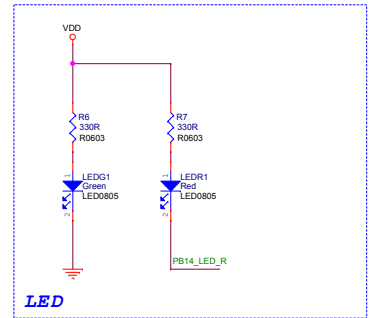 VDD
R6
330R
R0603
R7
330R
R0603
1
LEDG1
Green
LED0805
2
1
LEDR1
Red
LED0805
2
PB14_LED_R
LED